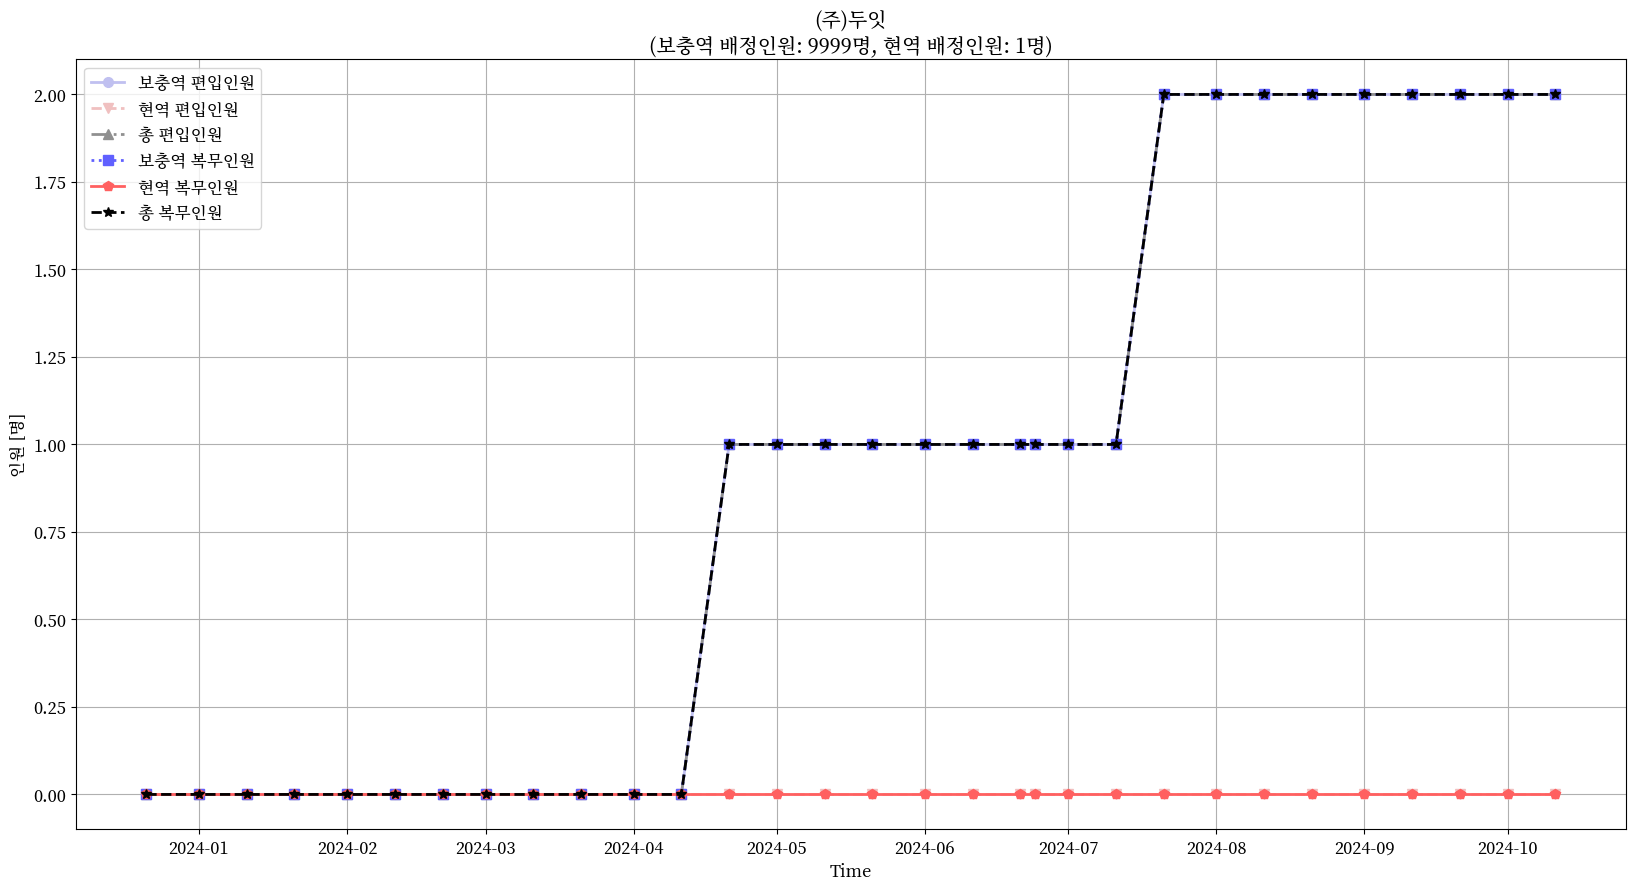 (주)두잇
(보충역 배정인원: 9999명, 현역 배정인원: 1명)
보충역 편입인원
현역 편입인원
총 편입인원
보충역 복무인원
현역 복무인원
총 복무인원
인원 [명]
2.00
1.75
1.50
1.25
1.00
0.75
0.50
0.25
0.00
2024-01 2024-02 2024-03 2024-04 2024-05 2024-06 2024-07 2024-08 2024-09 2024-10
Time